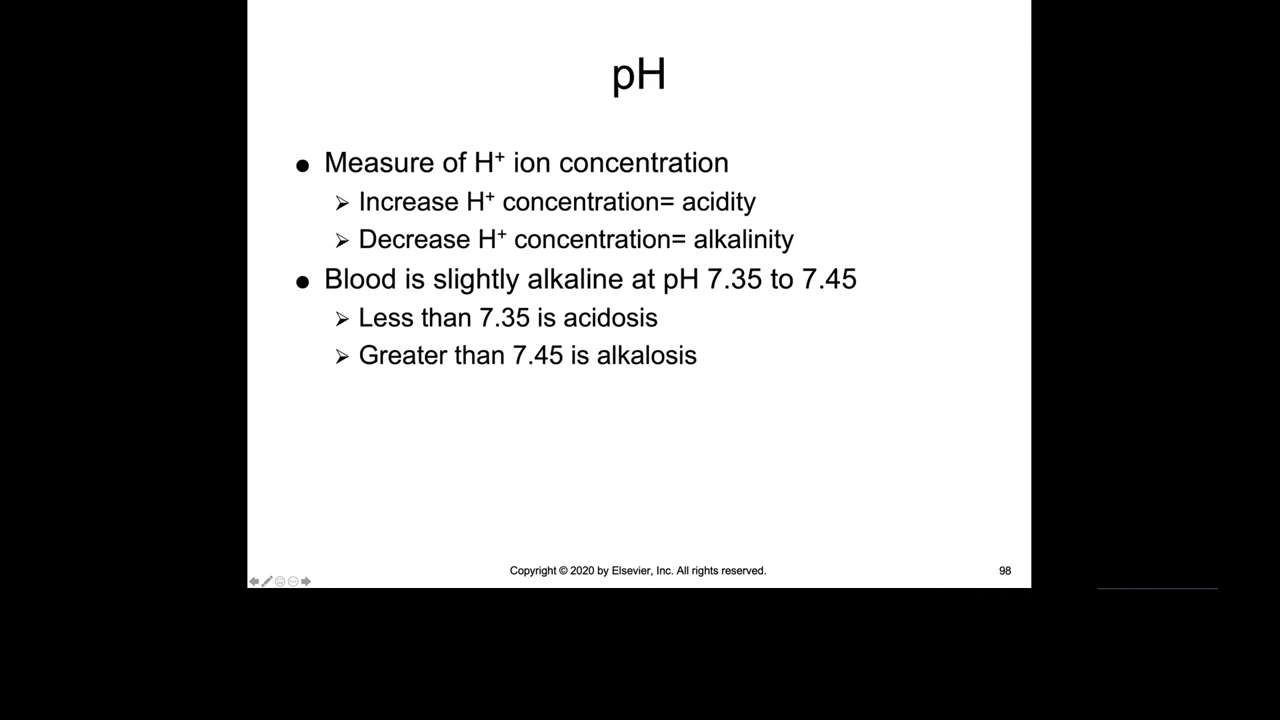 pH
● Measure of H⁺ ion concentration
➢ Increase H⁺ concentration= acidity
➢ Decrease H⁺ concentration= alkalinity
● Blood is slightly alkaline at pH 7.35 to 7.45
➢ Less than 7.35 is acidosis
➢ Greater than 7.45 is alkalosis
Copyright © 2020 by Elsevier, Inc. All rights reserved.
98